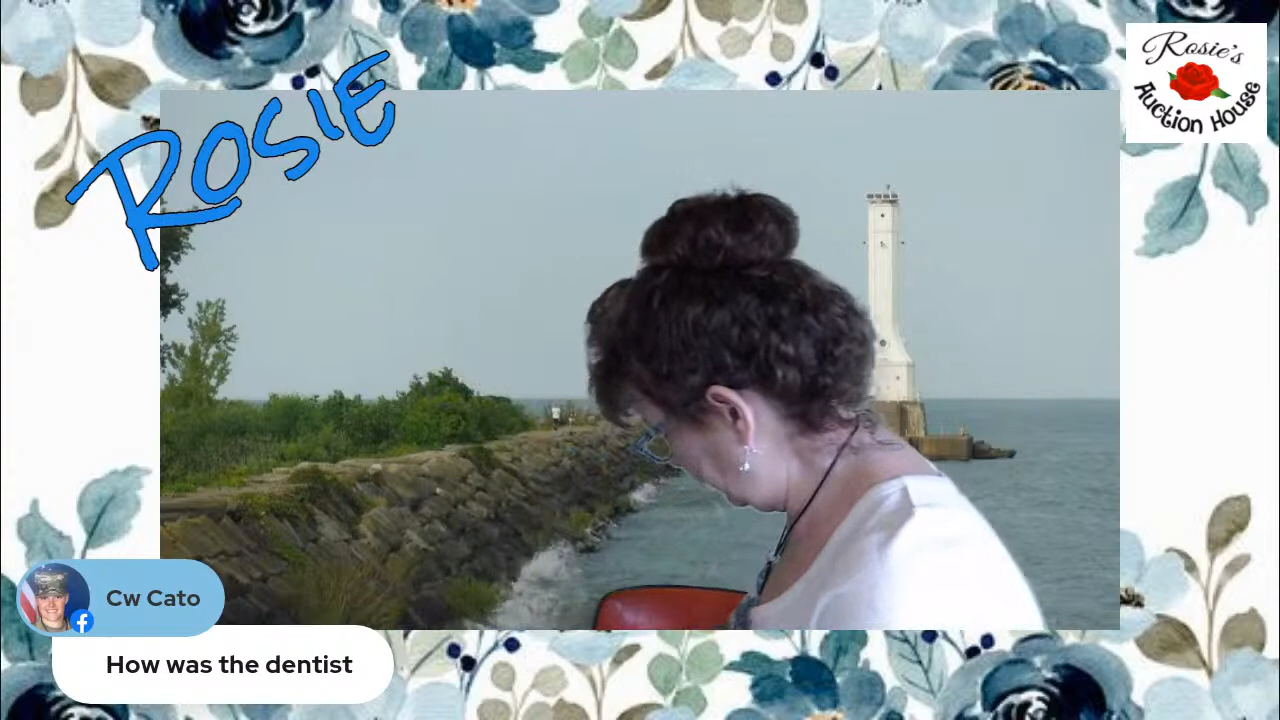 ROSIE
Rosie's
Auction House
Cw Cato
How was the dentist